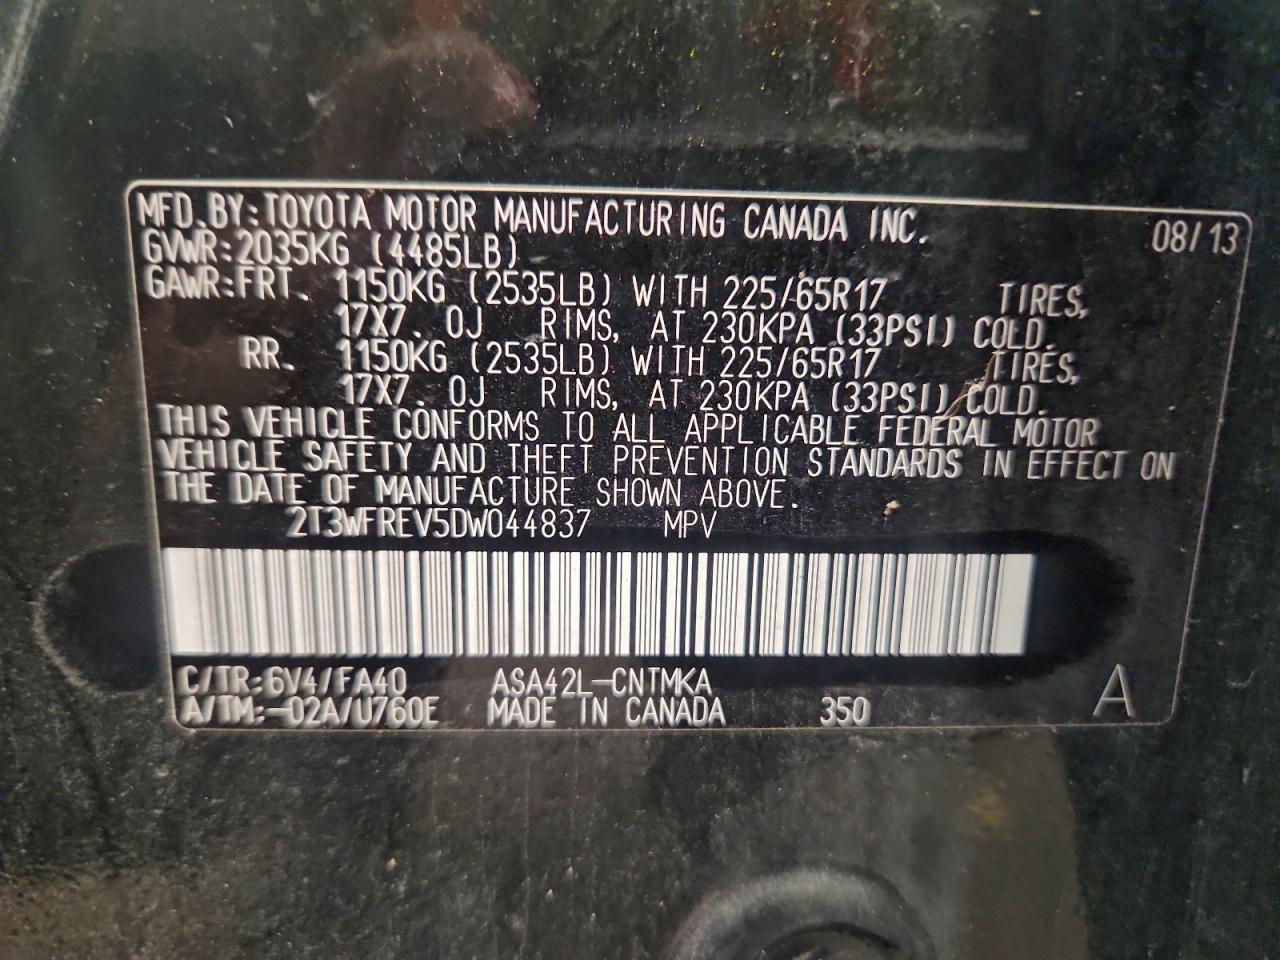 MFD.BY:TOYOTA MOTOR MANUFACTURING CANADA INC. 08/13
GVWR:2035KG (4485LB)
GAWR:FRT. 1150KG (2535LB) WITH 225/65R17 TIRES,
17X7.0J RIMS, AT 230KPA (33PSI) COLD.
RR. 1150KG (2535LB) WITH 225/65R17 TIRES,
17X7.0J RIMS, AT 230KPA (33PSI) COLD.
THIS VEHICLE CONFORMS TO ALL APPLICABLE FEDERAL MOTOR
VEHICLE SAFETY AND THEFT PREVENTION STANDARDS IN EFFECT ON
THE DATE OF MANUFACTURE SHOWN ABOVE.
2T3WFREV5DW044837 MPV
C/TR:6V4/FA40 ASA42L-CNTMKA A
A/TM:-02A/U760E MADE IN CANADA 350